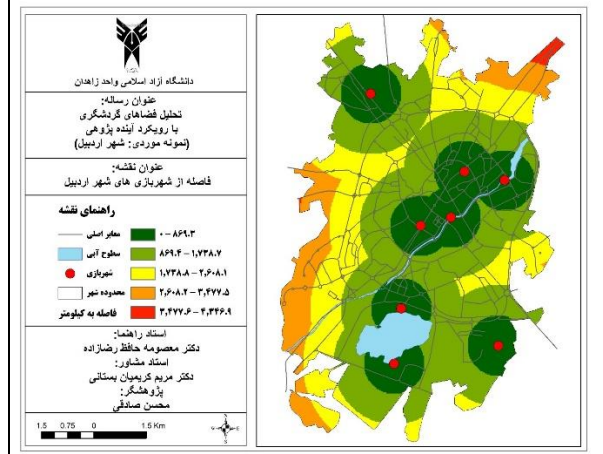 دانشگاه آزاد اسلامی واحد زاهدان
عنوان رساله:
تحلیل فضاهای گردشگری
با رویکرد آینده پژوهی
(نمونه موردی: شهر اردبیل)
عنوان نقشه:
فاصله از شهربازی های شهر اردبیل
راهنمای نقشه
معابر اصلی ۰ – ۸۶۹.۳
سطوح آبی ۸۶۹.۴ – ۱,۷۳۸.۷
شهربازی ۱,۷۳۸.۸ – ۲,۶۰۸.۱
محدوده شهر ۲,۶۰۸.۲ – ۳,۴۷۷.۵
فاصله به کیلومتر ۳,۴۷۷.۶ – ۴,۳۴۶.۹
استاد راهنما:
دکتر معصومه حافظ رضازاده
استاد مشاور:
دکتر مریم کریمیان بستانی
پژوهشگر:
محسن صادقی
1.5 0.75 0 1.5 Km